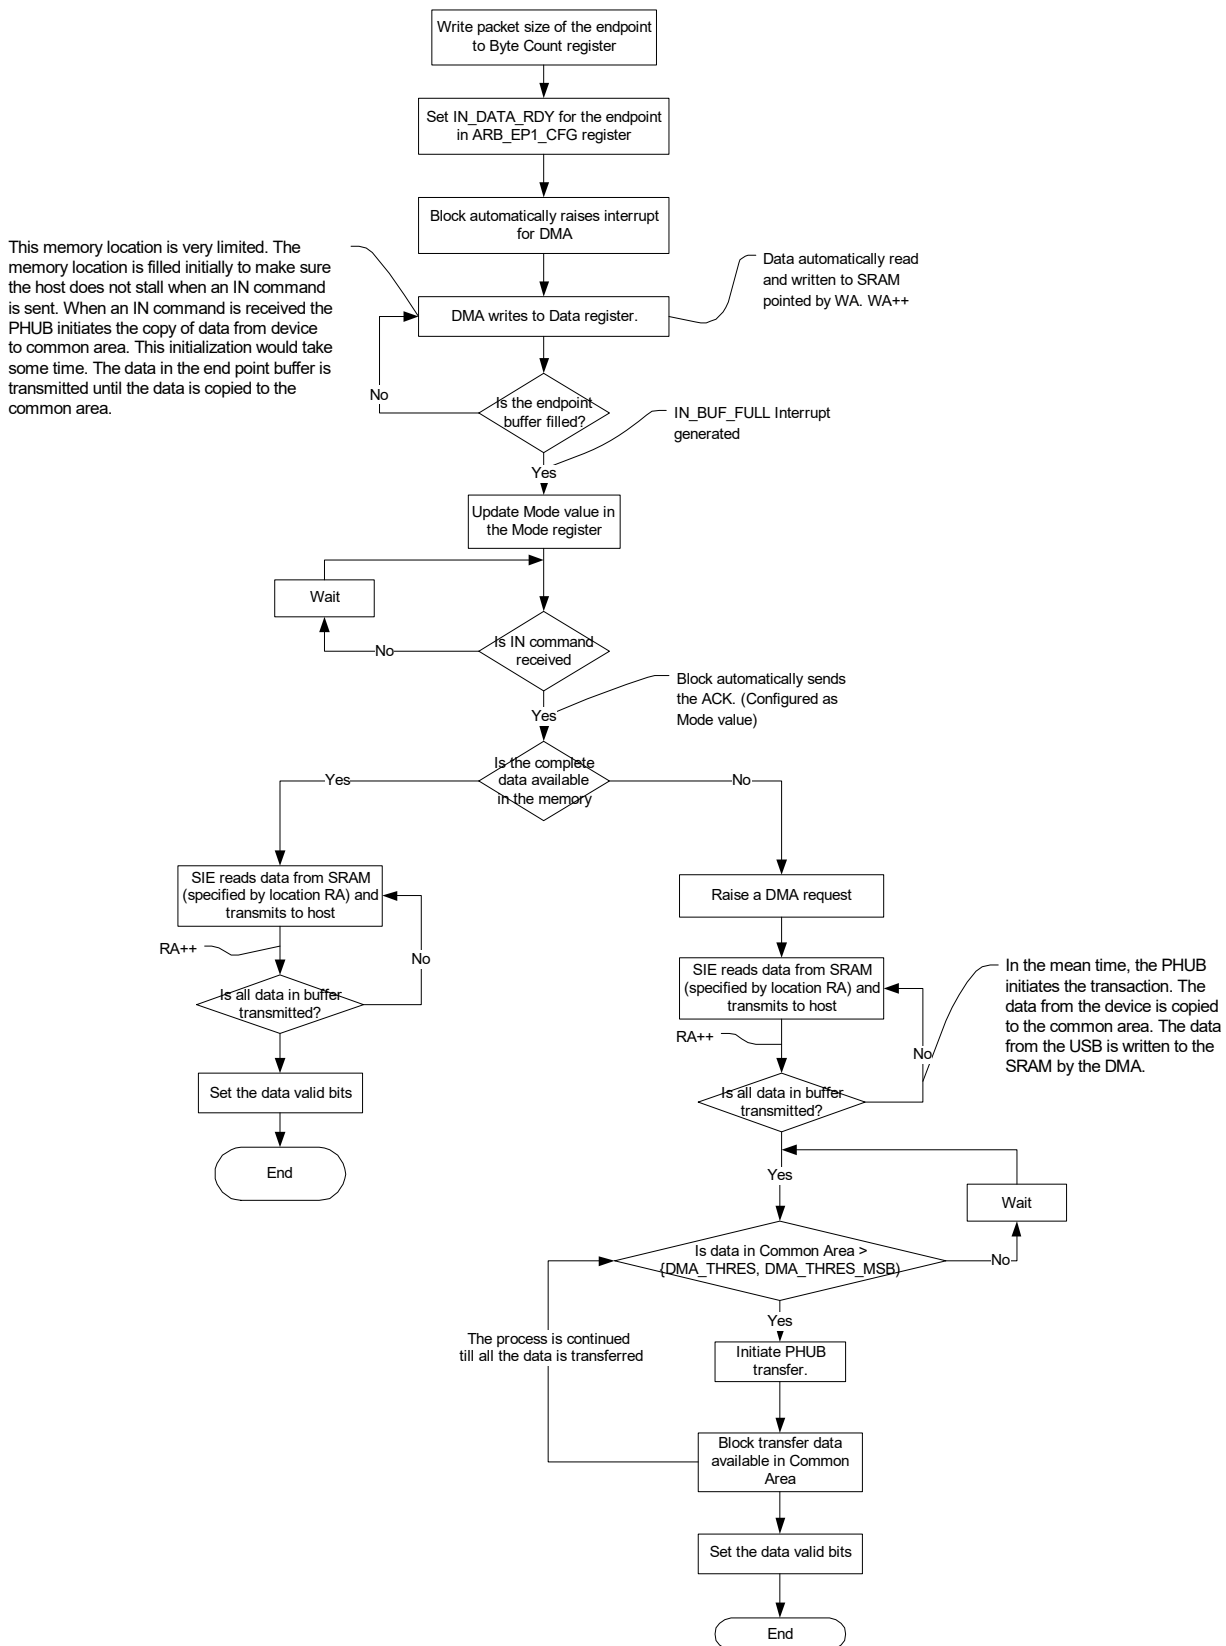 Write packet size of the endpoint
to Byte Count register
Set IN_DATA_RDY for the endpoint
in ARB_EP1_CFG register
Block automatically raises interrupt
for DMA
This memory location is very limited. The
memory location is filled initially to make sure
the host does not stall when an IN command
is sent. When an IN command is received the
PHUB initiates the copy of data from device
to common area. This initialization would take
some time. The data in the end point buffer is
transmitted until the data is copied to the
common area.
Data automatically read
and written to SRAM
pointed by WA. WA++
DMA writes to Data register.
No
Is the endpoint
buffer filled?
IN_BUF_FULL Interrupt
generated
Yes
Update Mode value in
the Mode register
Wait
Is IN command
received
No
Block automatically sends
the ACK. (Configured as
Mode value)
Yes
Is the complete
data available
in the memory
Yes
No
SIE reads data from SRAM
(specified by location RA) and
transmits to host
RA++
No
Is all data in buffer
transmitted?
Set the data valid bits
End
Raise a DMA request
SIE reads data from SRAM
(specified by location RA) and
transmits to host
RA++
No
In the mean time, the PHUB
initiates the transaction. The
data from the device is copied
to the common area. The data
from the USB is written to the
SRAM by the DMA.
Is all data in buffer
transmitted?
Yes
Wait
Is data in Common Area >
{DMA_THRES, DMA_THRES_MSB)
No
Yes
The process is continued
till all the data is transferred
Initiate PHUB
transfer.
Block transfer data
available in Common
Area
Set the data valid bits
End